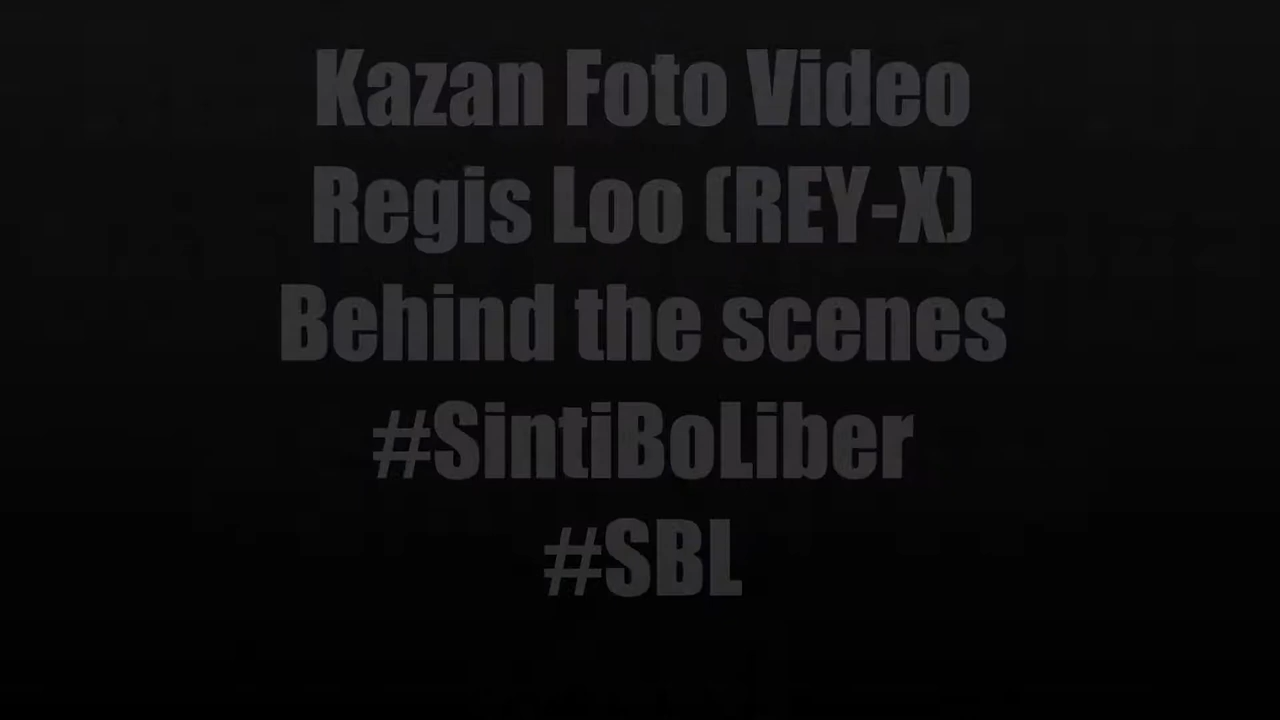 Kazan Foto Video
Regis Loo (REY-X)
Behind the scenes
#SintiBoLiber
#SBL